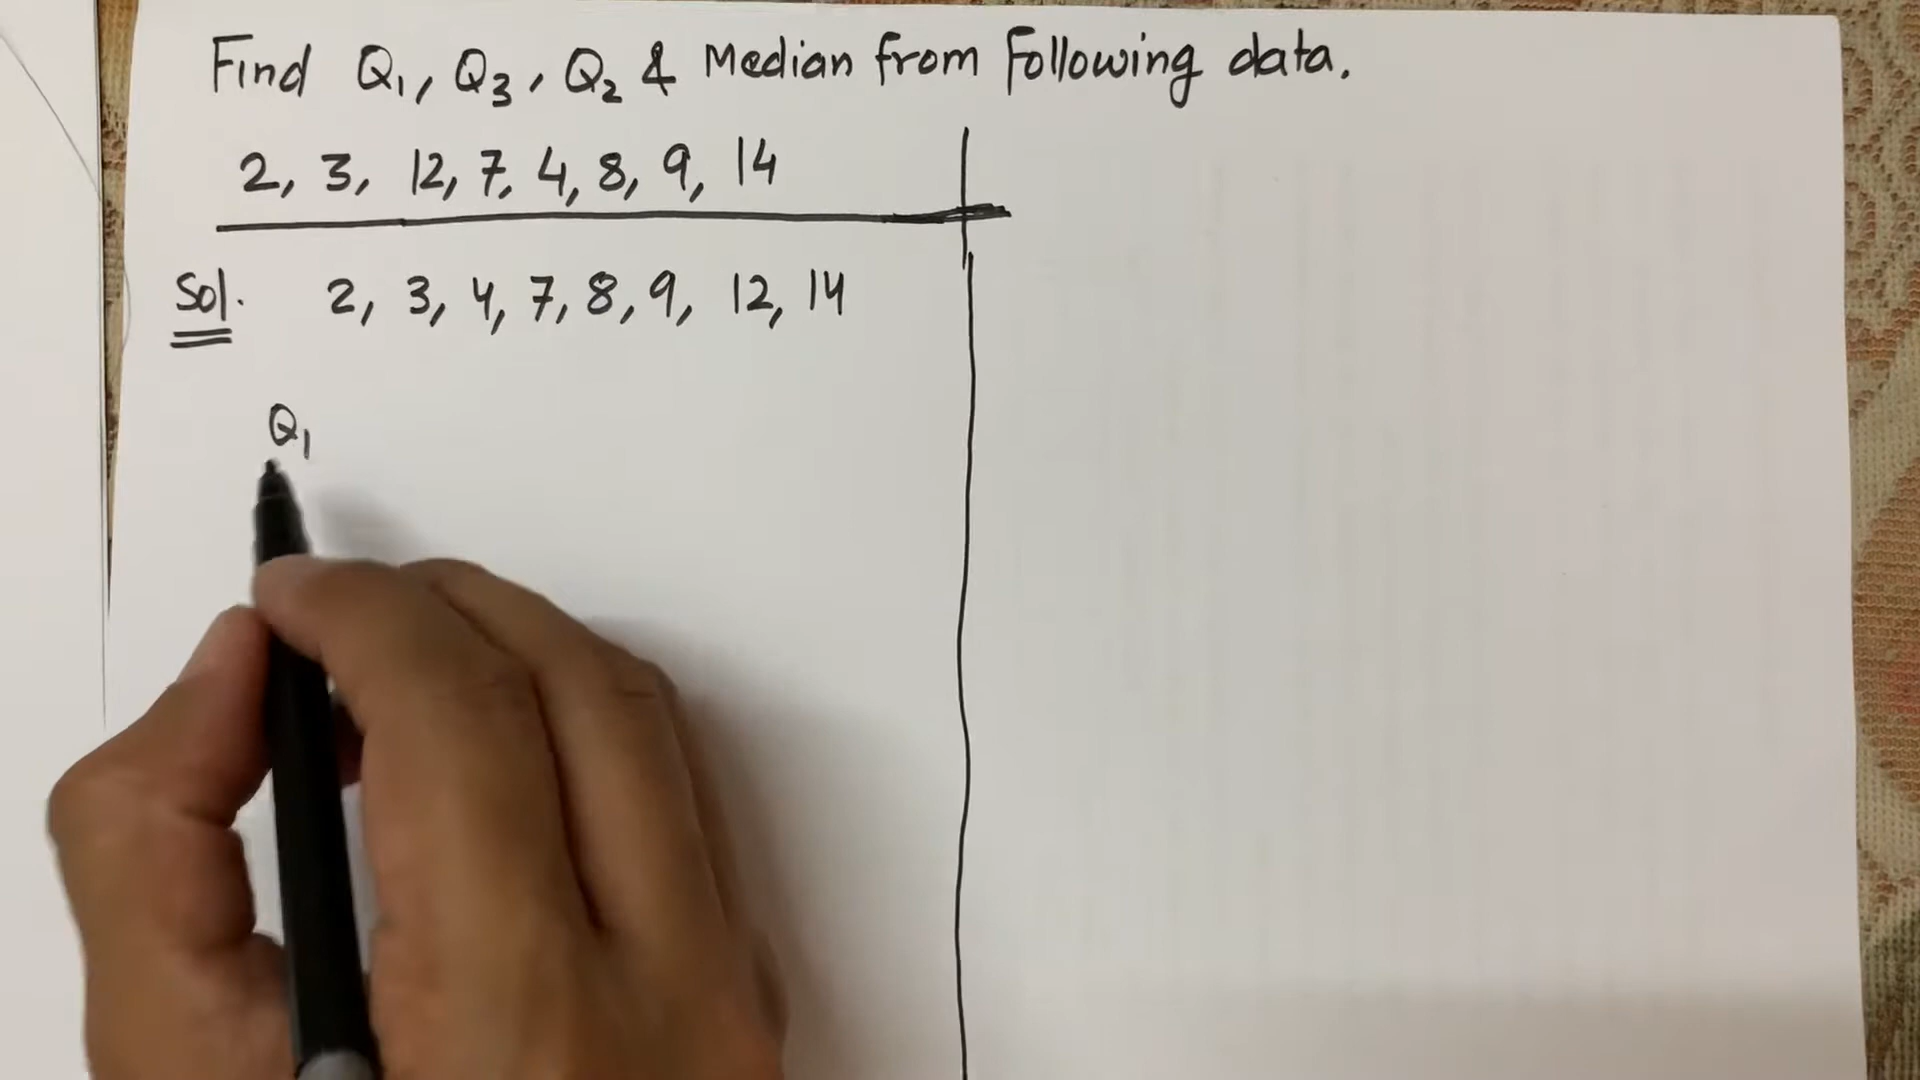 Find Q₁, Q₃, Q₂ & Median from Following data.
2, 3, 12, 7, 4, 8, 9, 14
Sol. 2, 3, 4, 7, 8, 9, 12, 14
Q₁